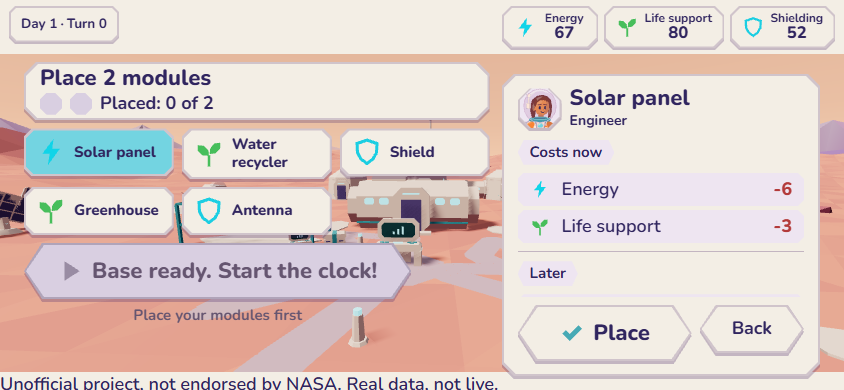 Day 1 · Turn 0
Energy
67
Life support
80
Shielding
52
Place 2 modules
Placed: 0 of 2
Solar panel
Water
recycler
Shield
Greenhouse
Antenna
Base ready. Start the clock!
Place your modules first
Solar panel
Engineer
Costs now
Energy -6
Life support -3
Later
Place
Back
Unofficial project, not endorsed by NASA. Real data, not live.